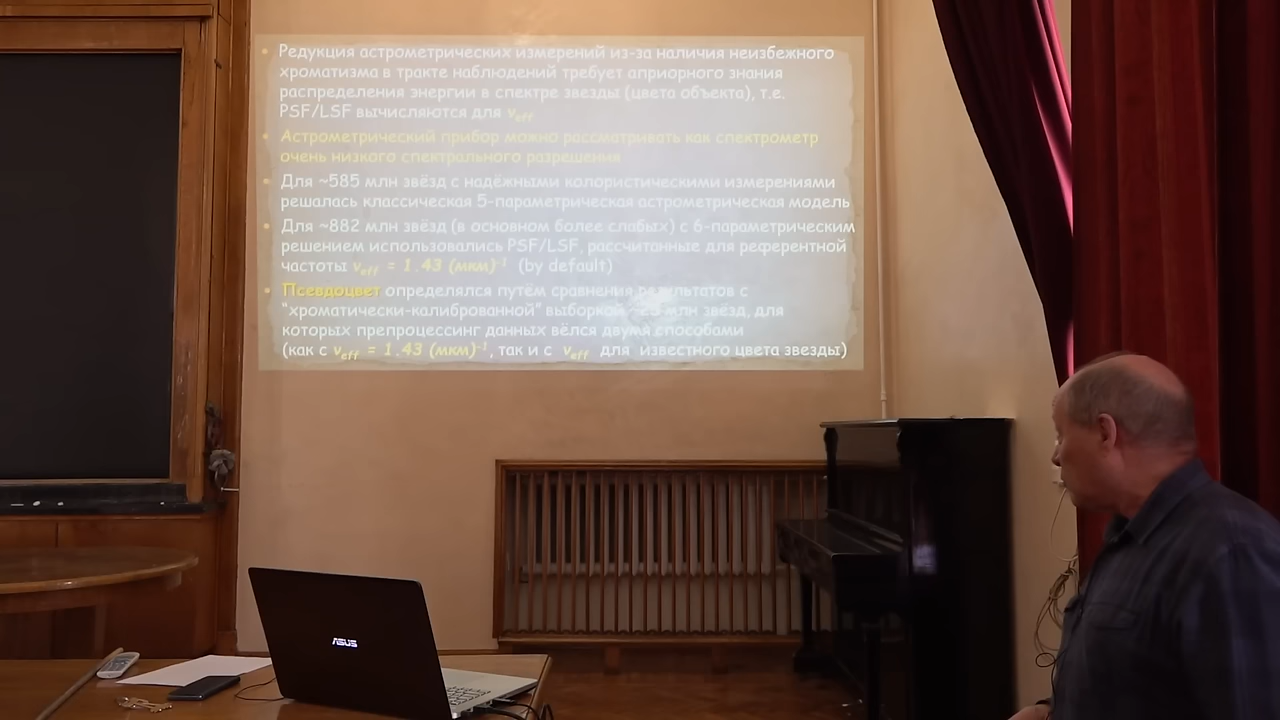 • Редукция астрометрических измерений из-за наличия неизбежного
хроматизма в тракте наблюдений требует априорного знания
распределения энергии в спектре звезды (цвета объекта), т.е.
PSF/LSF вычисляются для νeff
• Астрометрический прибор можно рассматривать как спектрометр
очень низкого спектрального разрешения
• Для ~585 млн звёзд с надёжными колористическими измерениями
решалась классическая 5-параметрическая астрометрическая модель
• Для ~882 млн звёзд (в основном более слабых) с 6-параметрическим
решением использовались PSF/LSF, рассчитанные для референтной
частоты νeff = 1.43 (мкм)⁻¹ (by default)
• Псевдоцвет определялся путём сравнения результатов с
"хроматически-калиброванной" выборкой млн звёзд, для
которых препроцессинг данных вёлся двумя способами
(как с νeff = 1.43 (мкм)⁻¹, так и с νeff для известного цвета звезды)
ASUS